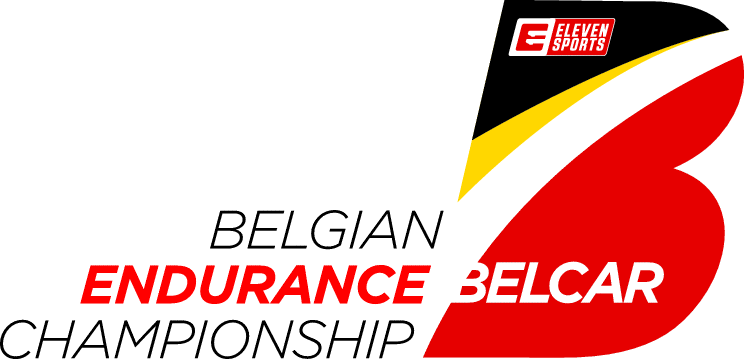 ELEVEN
SPORTS
BELGIAN
ENDURANCE BELCAR
CHAMPIONSHIP